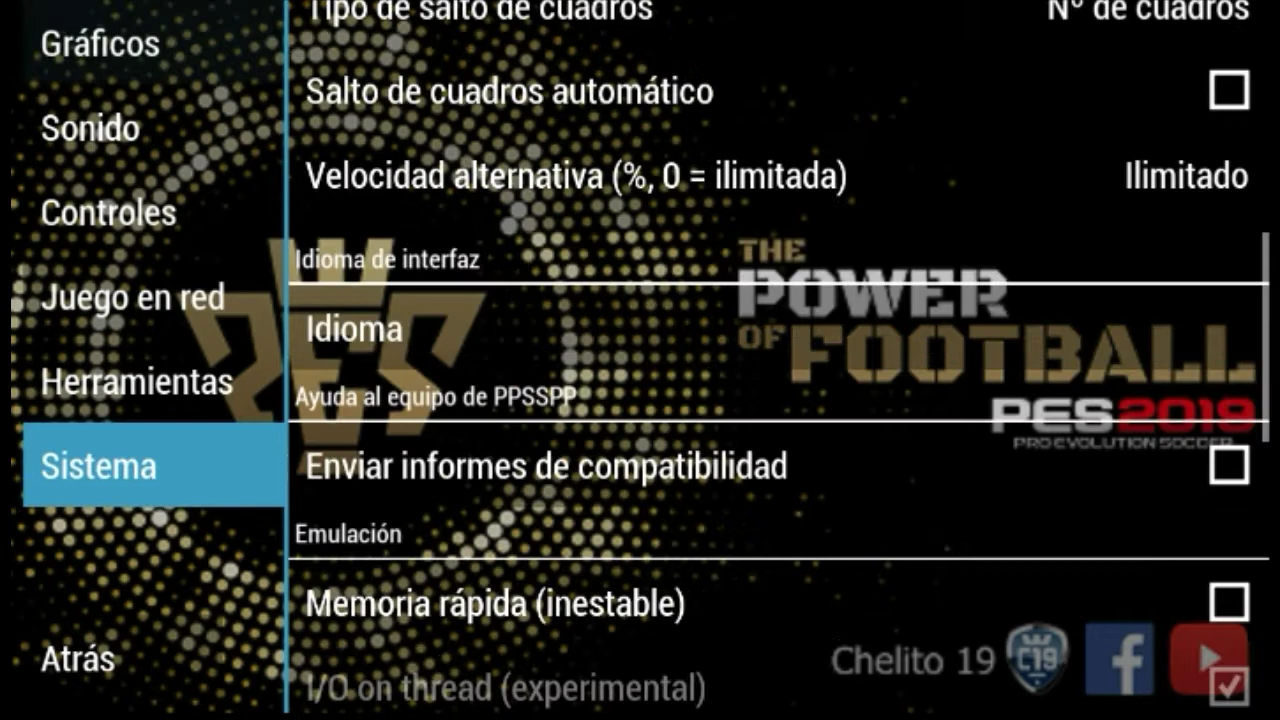 Gráficos
Sonido
Controles
Juego en red
Herramientas
Sistema
Atrás
Tipo de salto de cuadros Nº de cuadros
Salto de cuadros automático
Velocidad alternativa (%, 0 = ilimitada) Ilimitado
Idioma de interfaz
Idioma
Ayuda al equipo de PPSSPP
Enviar informes de compatibilidad
Emulación
Memoria rápida (inestable)
I/O on thread (experimental)
THE
POWER
OF FOOTBALL
PES2019
PRO EVOLUTION SOCCER
PES
Chelito 19
C19
f